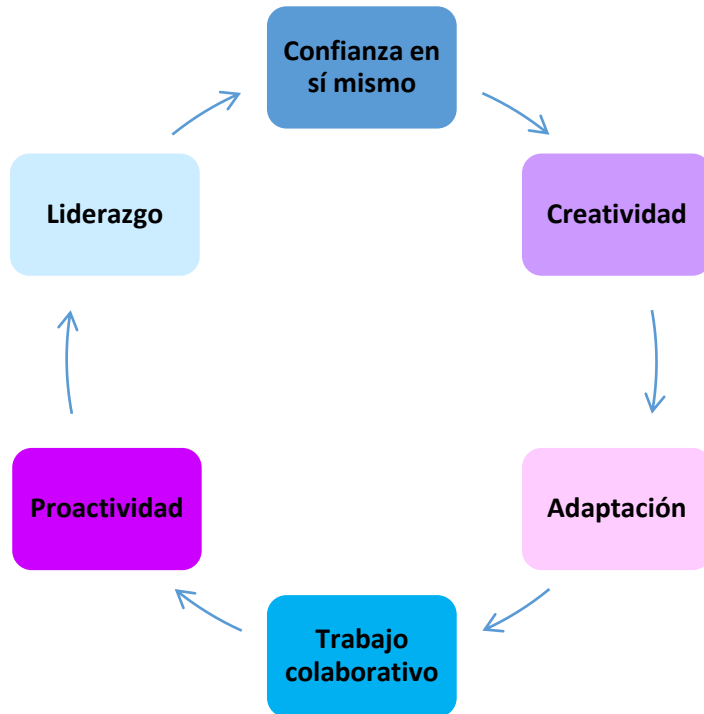 Confianza en
sí mismo
Creatividad
Adaptación
Trabajo
colaborativo
Proactividad
Liderazgo